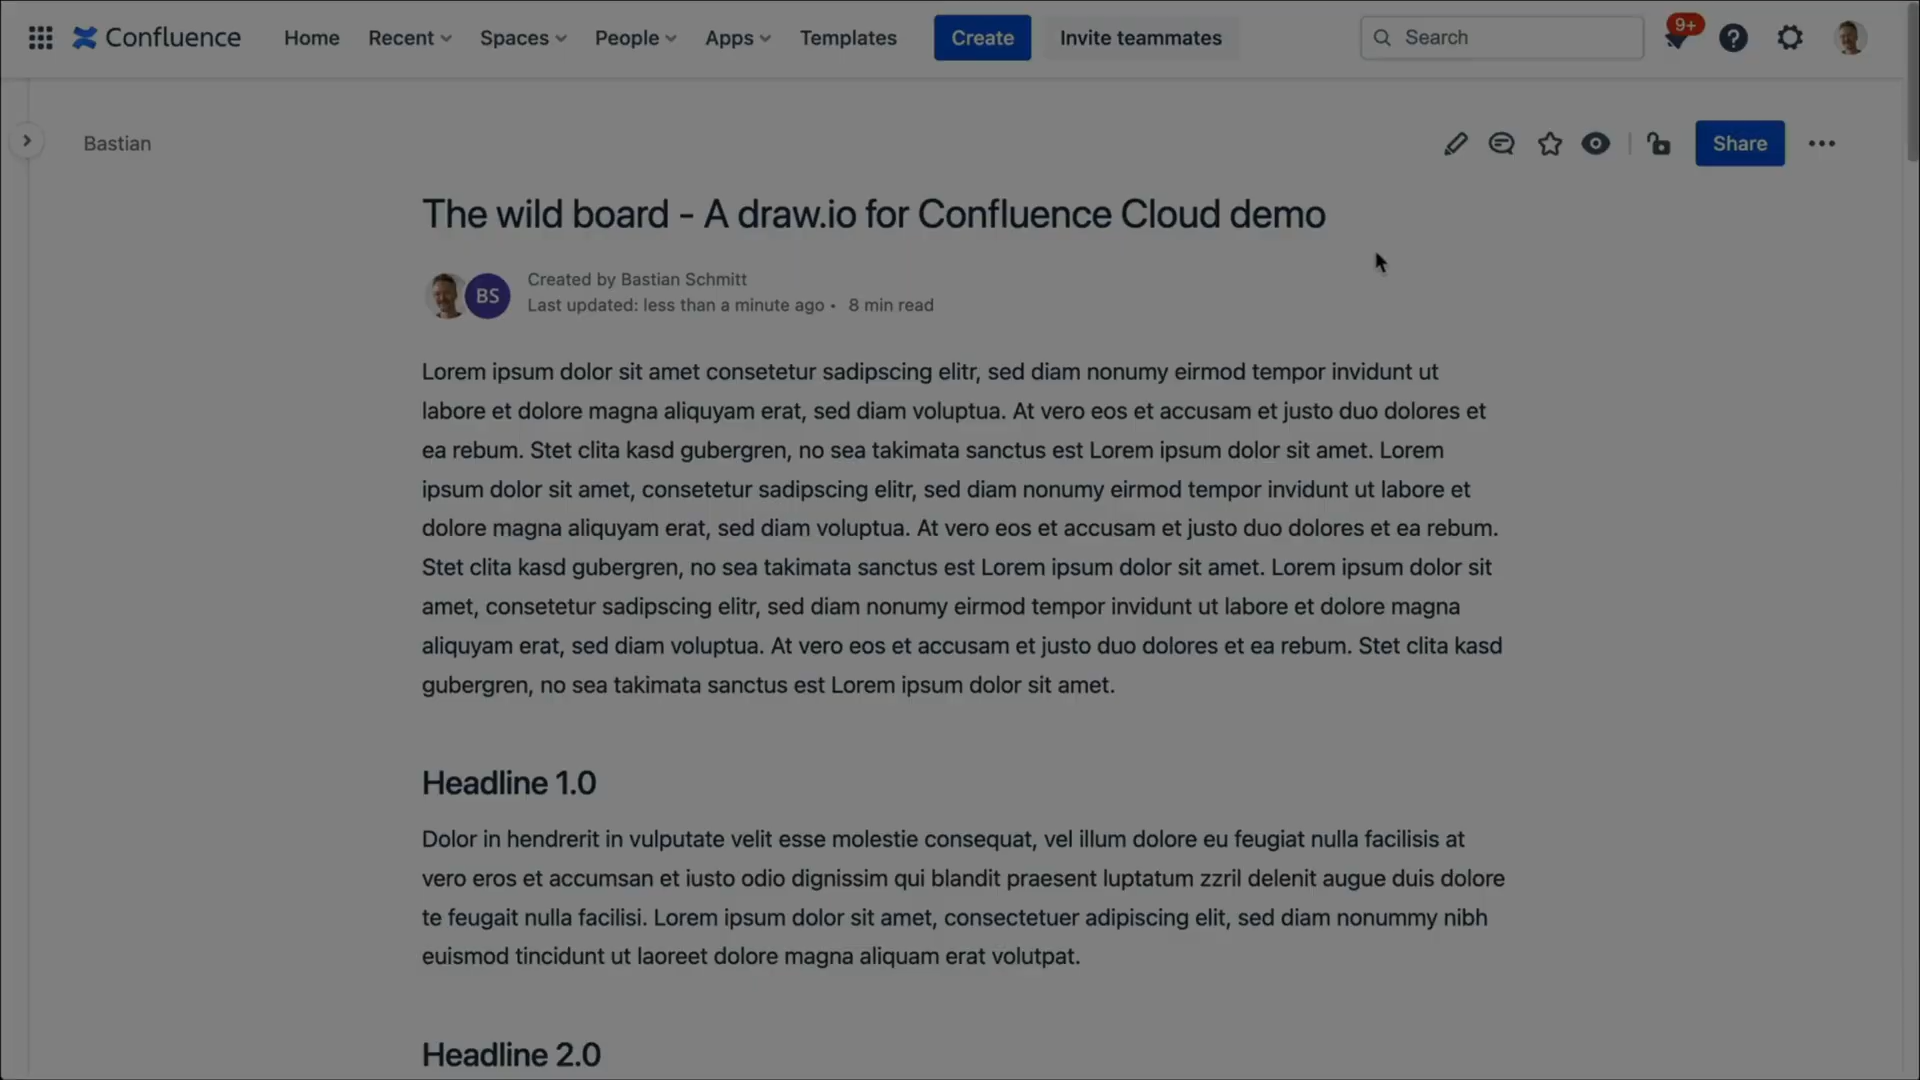 Confluence Home Recent Spaces People Apps Templates Create Invite teammates Search 9+
Bastian Share
The wild board - A draw.io for Confluence Cloud demo
BS
Created by Bastian Schmitt
Last updated: less than a minute ago • 8 min read
Lorem ipsum dolor sit amet consetetur sadipscing elitr, sed diam nonumy eirmod tempor invidunt ut
labore et dolore magna aliquyam erat, sed diam voluptua. At vero eos et accusam et justo duo dolores et
ea rebum. Stet clita kasd gubergren, no sea takimata sanctus est Lorem ipsum dolor sit amet. Lorem
ipsum dolor sit amet, consetetur sadipscing elitr, sed diam nonumy eirmod tempor invidunt ut labore et
dolore magna aliquyam erat, sed diam voluptua. At vero eos et accusam et justo duo dolores et ea rebum.
Stet clita kasd gubergren, no sea takimata sanctus est Lorem ipsum dolor sit amet. Lorem ipsum dolor sit
amet, consetetur sadipscing elitr, sed diam nonumy eirmod tempor invidunt ut labore et dolore magna
aliquyam erat, sed diam voluptua. At vero eos et accusam et justo duo dolores et ea rebum. Stet clita kasd
gubergren, no sea takimata sanctus est Lorem ipsum dolor sit amet.
Headline 1.0
Dolor in hendrerit in vulputate velit esse molestie consequat, vel illum dolore eu feugiat nulla facilisis at
vero eros et accumsan et iusto odio dignissim qui blandit praesent luptatum zzril delenit augue duis dolore
te feugait nulla facilisi. Lorem ipsum dolor sit amet, consectetuer adipiscing elit, sed diam nonummy nibh
euismod tincidunt ut laoreet dolore magna aliquam erat volutpat.
Headline 2.0